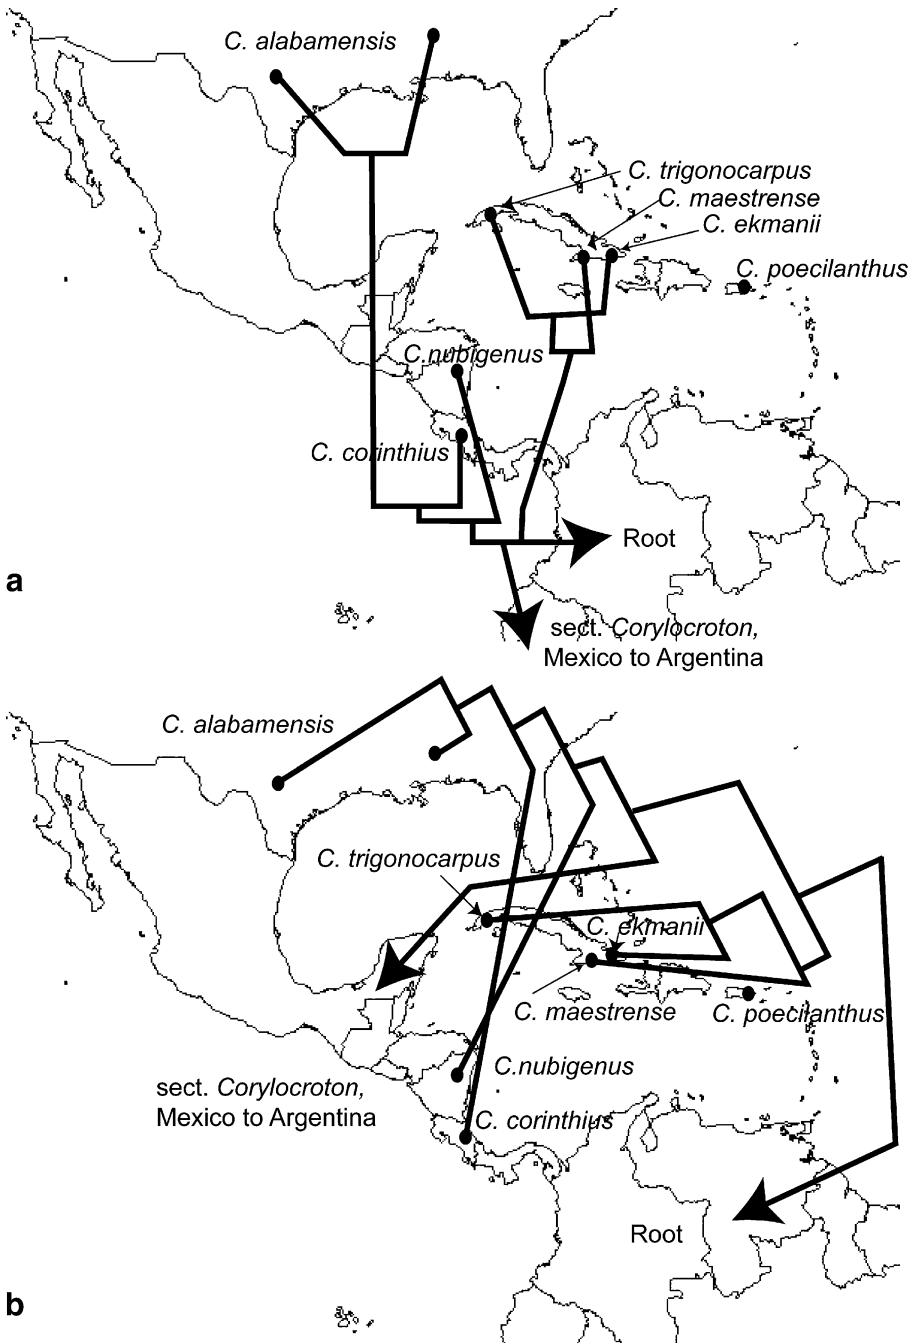 C. alabamensis
C. trigonocarpus
C. maestrense
C. ekmanii
C. poecilanthus
C.nubigenus
C. corinthius
Root
a
sect. Corylocroton,
Mexico to Argentina
C. alabamensis
C. trigonocarpus
C. ekmanii
C. maestrense
C. poecilanthus
C.nubigenus
sect. Corylocroton,
Mexico to Argentina
C. corinthius
Root
b